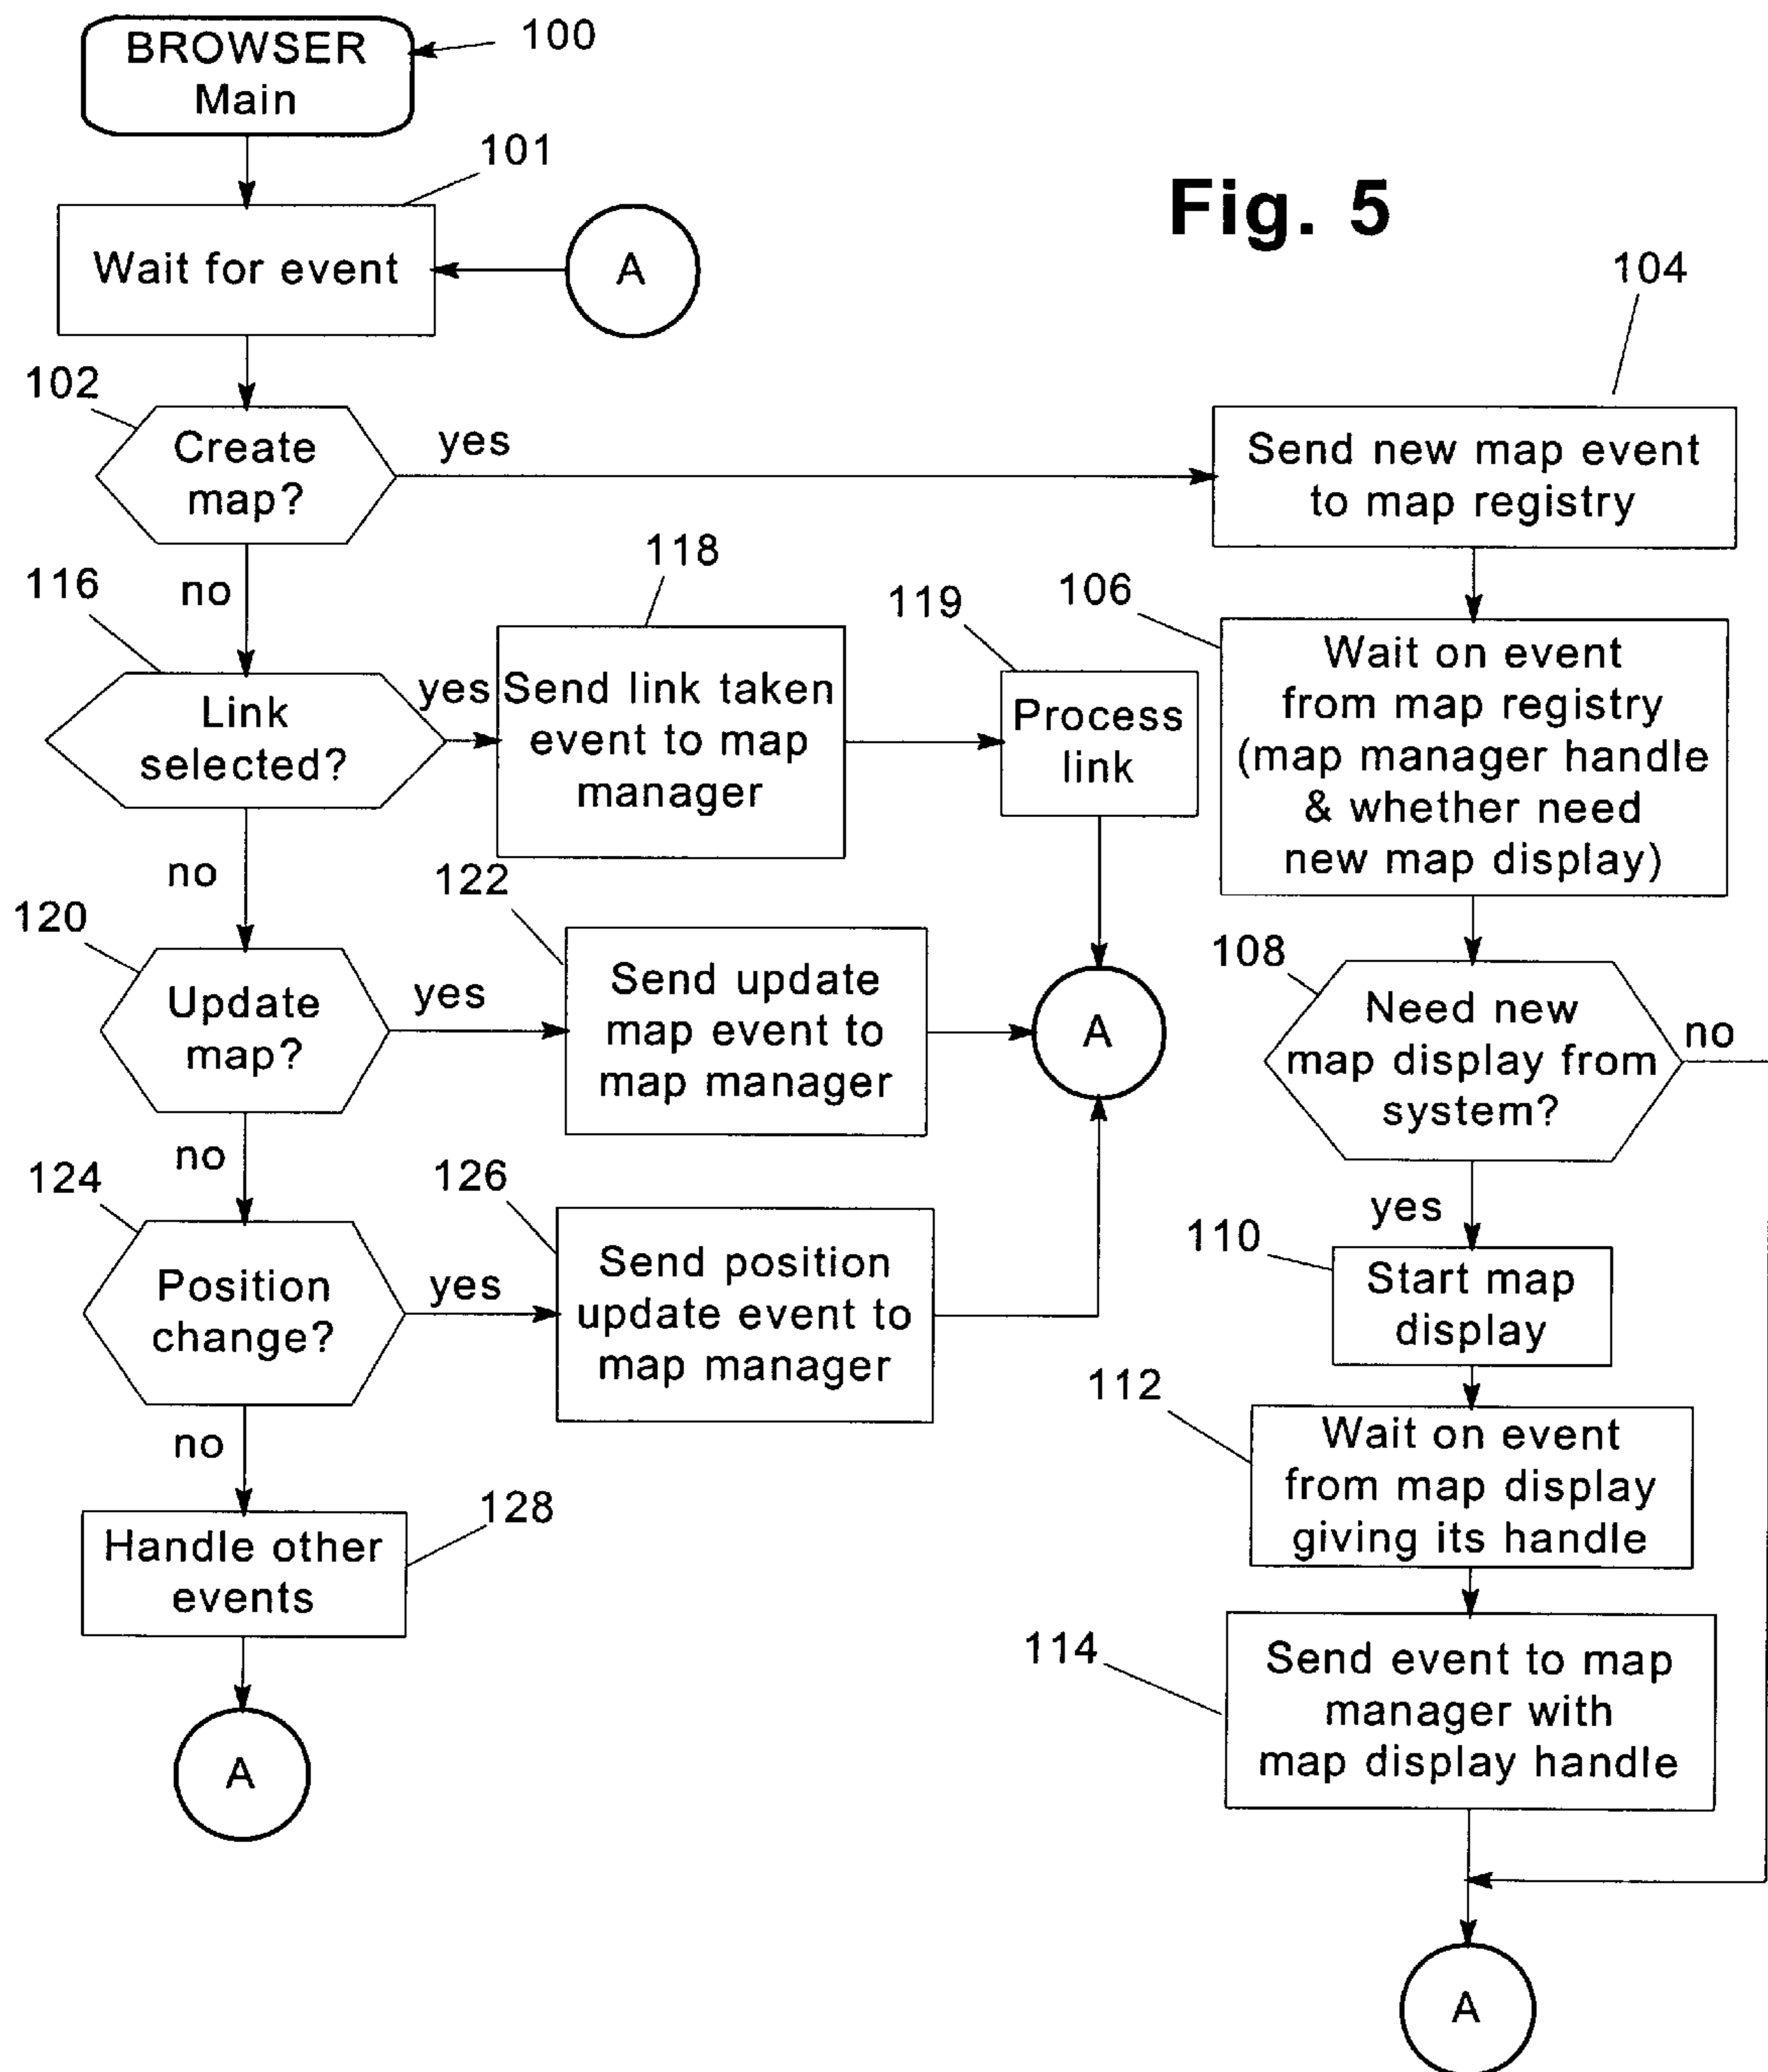 BROWSER
Main
100
101
Fig. 5
Wait for event
A
104
102
Create
map?
yes
Send new map event
to map registry
no
116
118
119
106
Link
selected?
yes
Send link taken
event to map
manager
Process
link
Wait on event
from map registry
(map manager handle
& whether need
new map display)
no
120
122
108
Update
map?
yes
Send update
map event to
map manager
A
Need new
map display from
system?
no
no
yes
124
126
110
Position
change?
yes
Send position
update event to
map manager
Start map
display
112
no
Wait on event
from map display
giving its handle
128
Handle other
events
114
Send event to map
manager with
map display handle
A
A